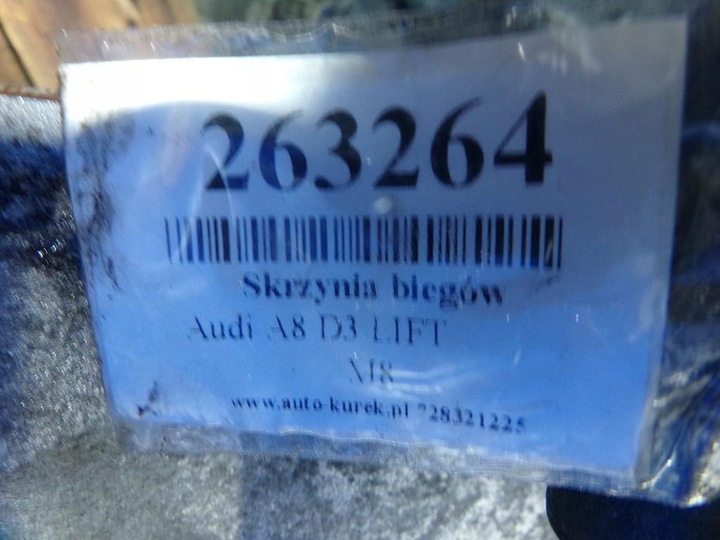 263264
Skrzynia biegów
Audi A8 D3 LIFT
M8
www.auto-kurek.pl 728321225